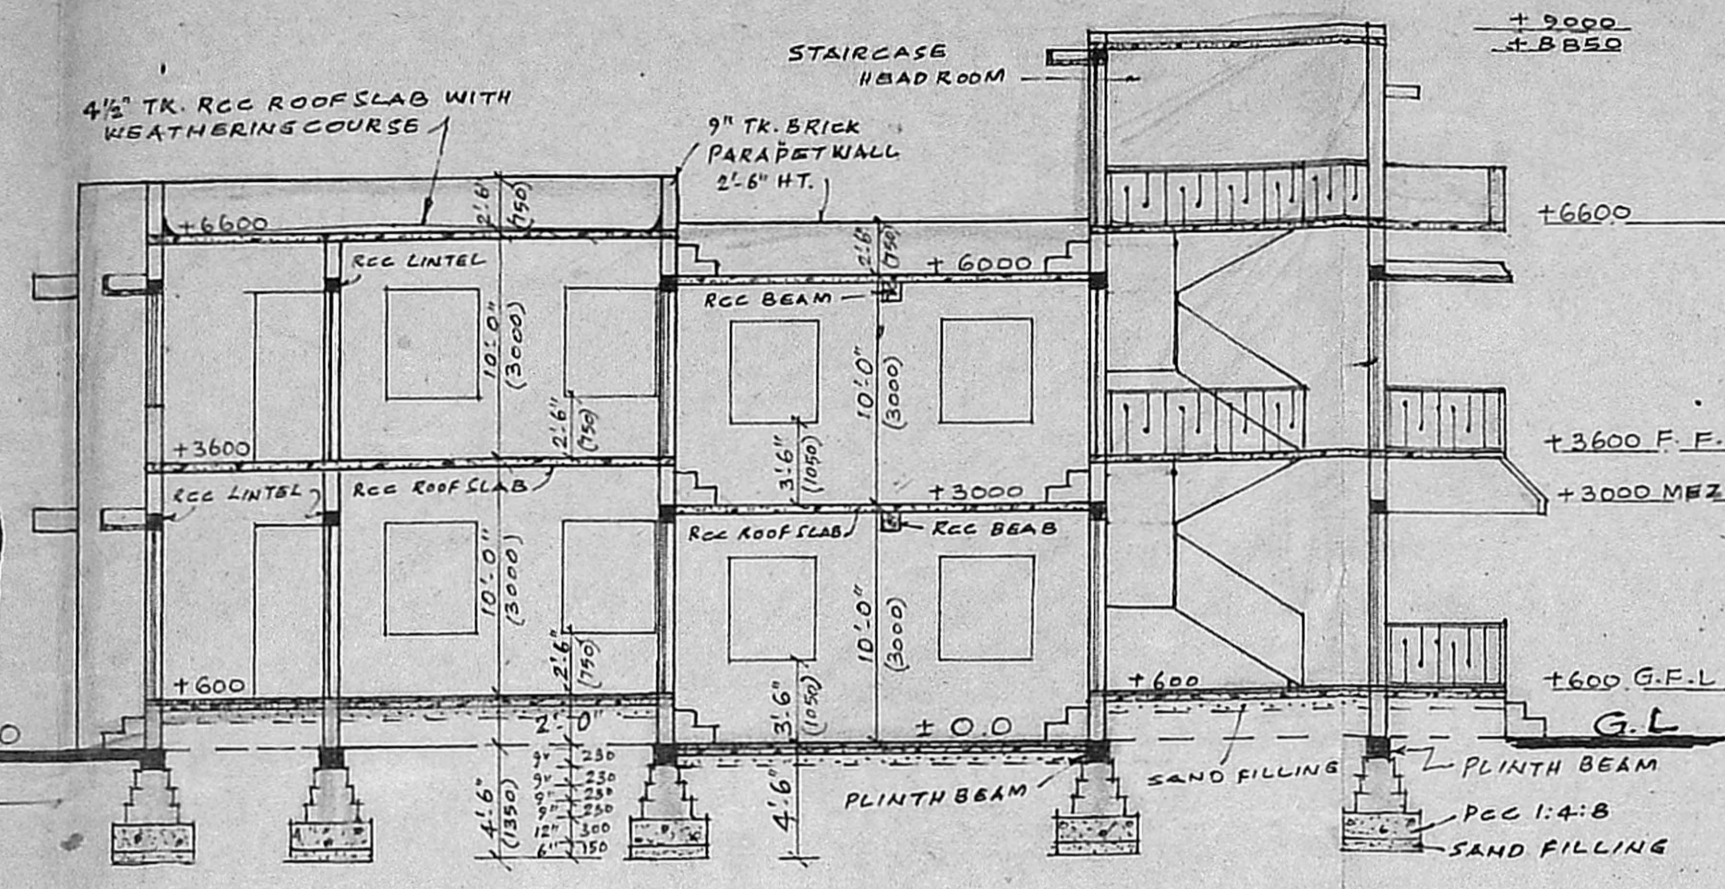 + 9000
+ 8850
STAIRCASE
HEADROOM
4½" TK. RCC ROOF SLAB WITH
WEATHERING COURSE
9" TK. BRICK
PARAPET WALL
2'-6" HT.
2'-6"
(750)
+6600
+6600
2'-6"
(750)
+ 6000
RCC LINTEL
RCC BEAM
10'-0"
(3000)
10'-0"
(3000)
2'-6"
(750)
3'-6"
(1050)
+3600
+3600 F. F.
RCC LINTEL
RCC ROOF SLAB
+3000
+3000 MEZ
RCC ROOF SLAB
RCC BEAB
10'-0"
(3000)
10'-0"
(3000)
2'-6"
(750)
3'-6"
(1050)
+600
+600
+600 G.F.L
2'-0"
± 0.0
G.L
4'-6"
(1350)
9" 230
9" 230
9" 230
9" 230
12" 300
6" 150
4'-6"
PLINTH BEAM
SAND FILLING
PLINTH BEAM
PCC 1:4:8
SAND FILLING